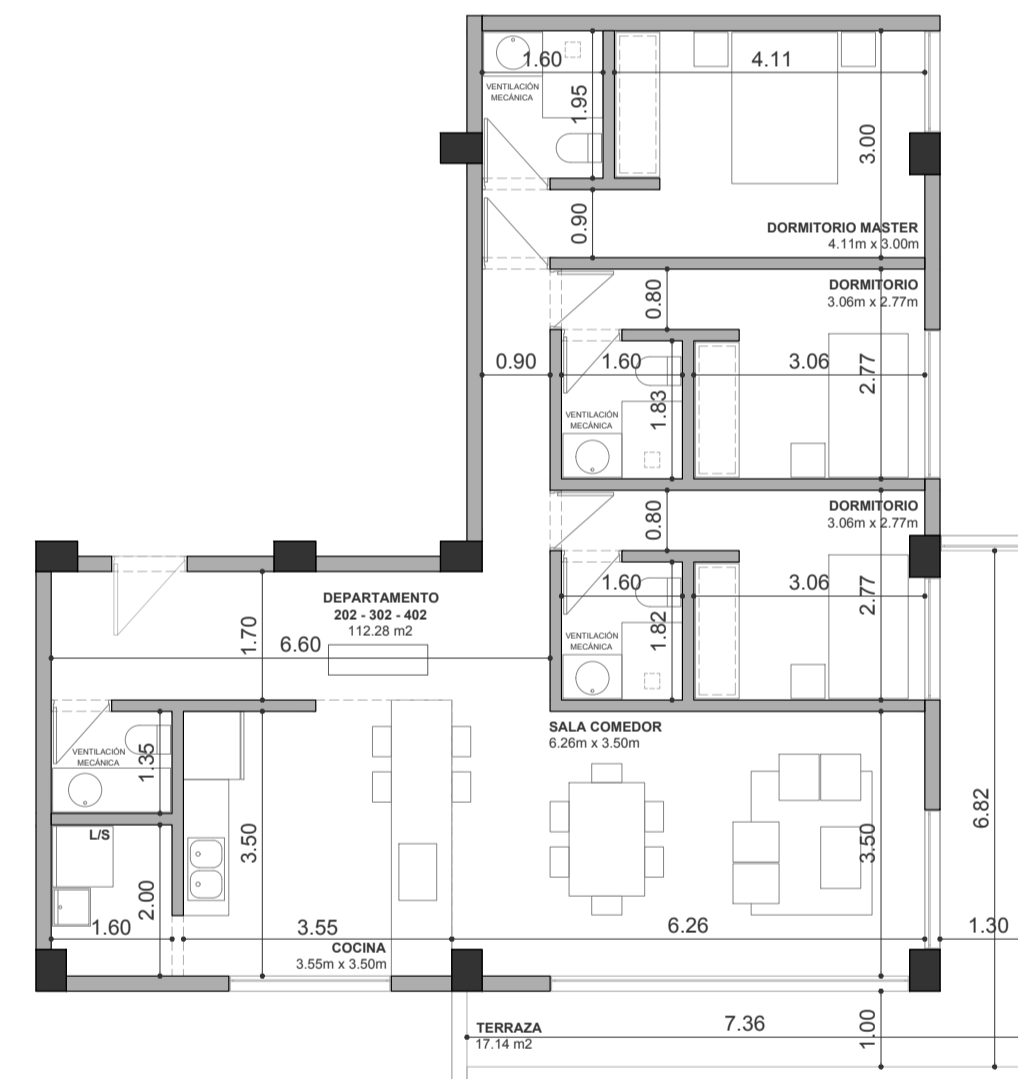 1.60
4.11
VENTILACIÓN
MECÁNICA
1.95
3.00
0.90
DORMITORIO MASTER
4.11m x 3.00m
DORMITORIO
3.06m x 2.77m
0.80
0.90
1.60
3.06
2.77
VENTILACIÓN
MECÁNICA
1.83
DORMITORIO
3.06m x 2.77m
0.80
1.60
3.06
2.77
DEPARTAMENTO
202 - 302 - 402
112.28 m2
1.70
6.60
VENTILACIÓN
MECÁNICA
1.82
SALA COMEDOR
6.26m x 3.50m
VENTILACIÓN
MECÁNICA
1.35
6.82
L/S
3.50
3.50
2.00
1.60
3.55
6.26
1.30
COCINA
3.55m x 3.50m
TERRAZA
17.14 m2
7.36
1.00